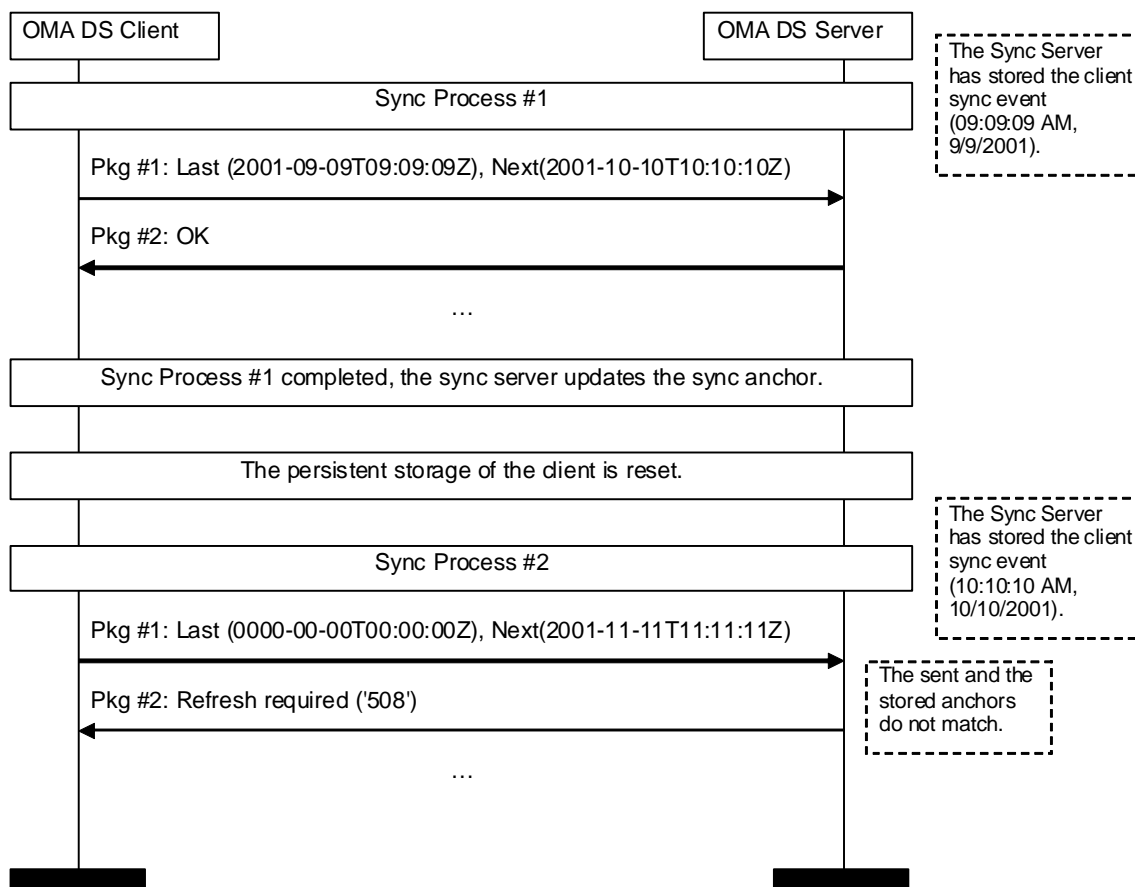 OMA DS Client
OMA DS Server
The Sync Server
has stored the client
sync event
(09:09:09 AM,
9/9/2001).
Sync Process #1
Pkg #1: Last (2001-09-09T09:09:09Z), Next(2001-10-10T10:10:10Z)
Pkg #2: OK
…
Sync Process #1 completed, the sync server updates the sync anchor.
The persistent storage of the client is reset.
The Sync Server
has stored the client
sync event
(10:10:10 AM,
10/10/2001).
Sync Process #2
Pkg #1: Last (0000-00-00T00:00:00Z), Next(2001-11-11T11:11:11Z)
The sent and the
stored anchors
do not match.
Pkg #2: Refresh required ('508')
…